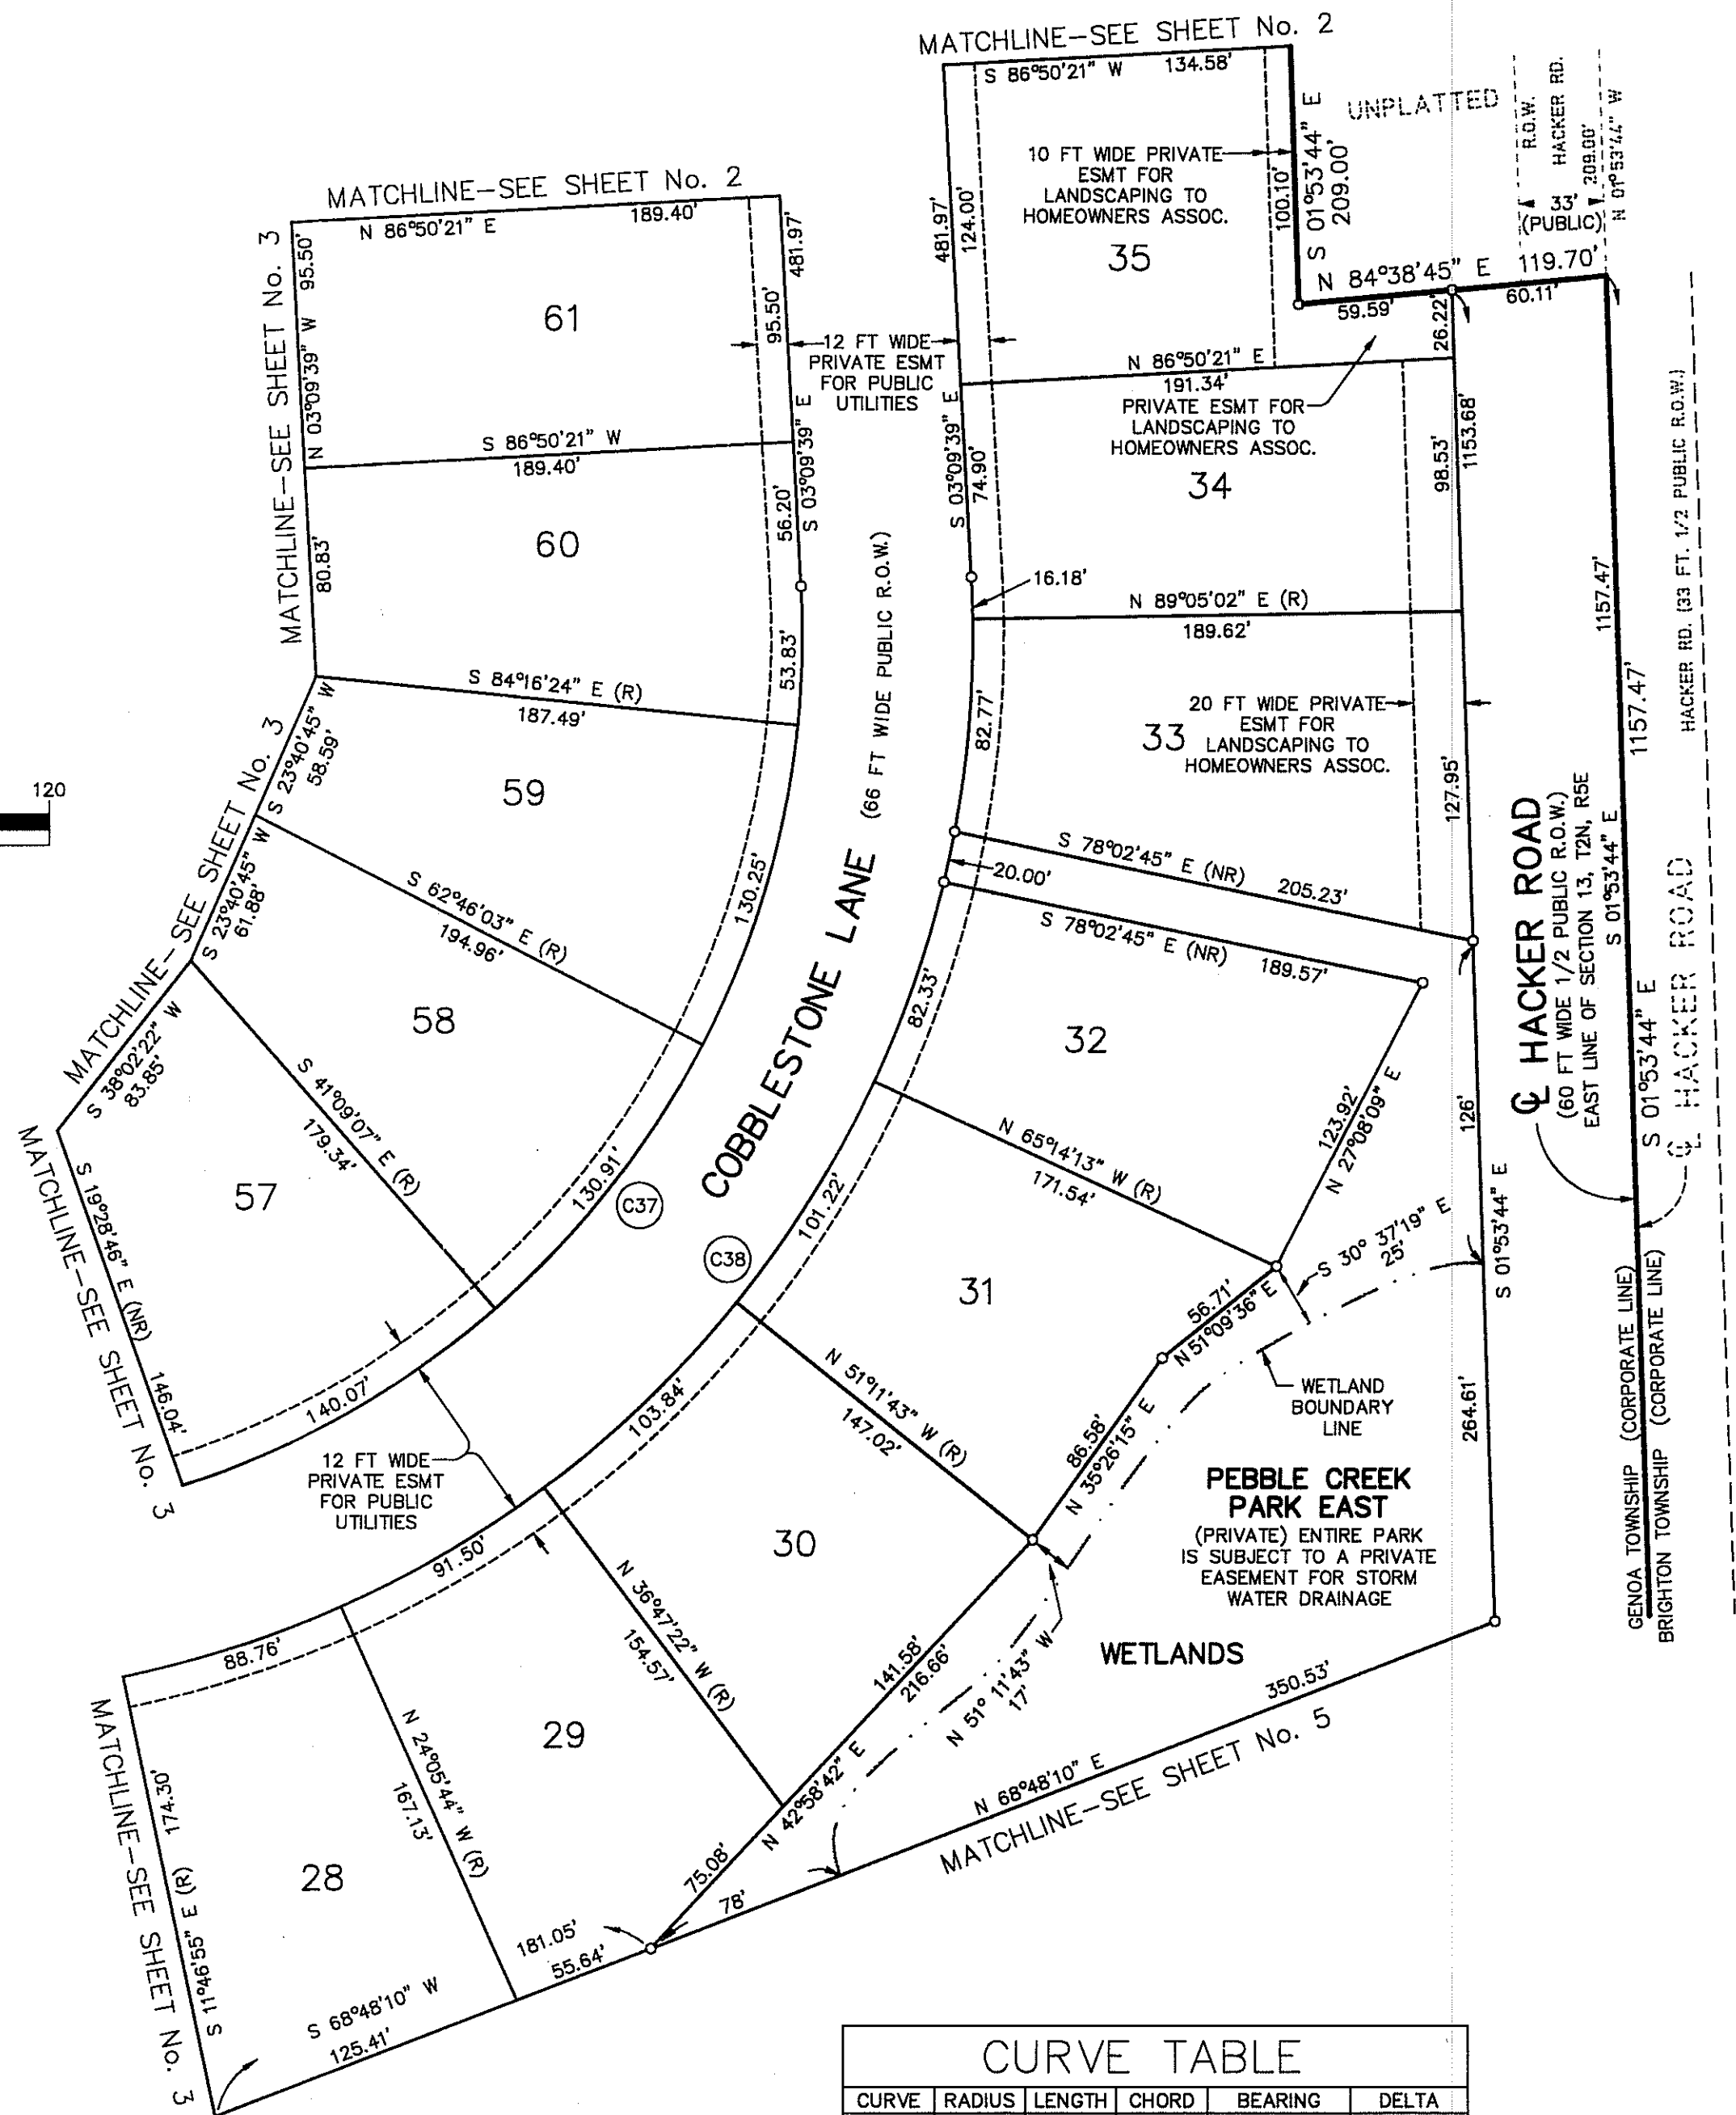 MATCHLINE-SEE SHEET No. 2
S 86°50'21" W 134.58'
UNPLATTED
R.O.W.
HACKER RD.
33'
(PUBLIC)
209.00'
N 01°53'44" W
S 01°53'44" E
209.00'
100.10'
10 FT WIDE PRIVATE
ESMT FOR
LANDSCAPING TO
HOMEOWNERS ASSOC.
35
481.97'
124.00'
N 84°38'45" E 119.70'
59.59'
60.11'
26.22'
MATCHLINE-SEE SHEET No. 2
N 86°50'21" E 189.40'
MATCHLINE-SEE SHEET No. 3
N 03°09'39" W 95.50'
61
95.50'
481.97'
12 FT WIDE
PRIVATE ESMT
FOR PUBLIC
UTILITIES
N 86°50'21" E
191.34'
PRIVATE ESMT FOR
LANDSCAPING TO
HOMEOWNERS ASSOC.
34
S 86°50'21" W
189.40'
S 03°09'39" E
56.20'
S 03°09'39" E
74.90'
98.53'
1153.68'
60
80.83'
MATCHLINE-SEE SHEET No. 3
16.18'
N 89°05'02" E (R)
189.62'
53.83'
S 84°16'24" E (R)
187.49'
82.77'
20 FT WIDE PRIVATE
ESMT FOR
LANDSCAPING TO
HOMEOWNERS ASSOC.
33
127.95'
120
S 23°40'45" W
58.59'
59
130.25'
S 62°46'03" E (R)
194.96'
S 23°40'45" W
61.88'
MATCHLINE-SEE SHEET No. 3
S 78°02'45" E (NR) 205.23'
20.00'
S 78°02'45" E (NR) 189.57'
58
82.33'
32
S 38°02'22" W
83.85'
S 41°09'07" E (R)
179.34'
130.91'
COBBLESTONE LANE (66 FT WIDE PUBLIC R.O.W.)
123.92'
N 27°08'09" E
126'
N 65°14'13" W (R)
171.54'
C37
C38
57
S 19°28'46" E (NR) 146.04'
MATCHLINE-SEE SHEET No. 3
101.22'
31
S 30° 37'19" E
25'
56.71'
N 51°09'36" E
S 01°53'44" E
264.61'
140.07'
12 FT WIDE
PRIVATE ESMT
FOR PUBLIC
UTILITIES
103.84'
N 51°11'43" W (R)
147.02'
86.58'
N 35°26'15" E
WETLAND
BOUNDARY
LINE
PEBBLE CREEK
PARK EAST
(PRIVATE) ENTIRE PARK
IS SUBJECT TO A PRIVATE
EASEMENT FOR STORM
WATER DRAINAGE
WETLANDS
30
91.50'
N 36°47'22" W (R)
154.57'
141.58'
216.66'
N 42°58'42" E
N 51° 11'43" W
17'
88.76'
29
N 24°05'44" W (R)
167.13'
75.08'
78'
N 68°48'10" E 350.53'
MATCHLINE-SEE SHEET No. 5
28
S 11°46'55" E (R) 174.30'
MATCHLINE-SEE SHEET No. 3
181.05'
55.64'
S 68°48'10" W
125.41'
1157.47'
S 01°53'44" E
1157.47'
S 01°53'44" E
HACKER RD. (33 FT. 1/2 PUBLIC R.O.W.)
℄ HACKER ROAD
(60 FT WIDE 1/2 PUBLIC R.O.W.)
EAST LINE OF SECTION 13, T2N, R5E
℄ HACKER ROAD
GENOA TOWNSHIP (CORPORATE LINE)
BRIGHTON TOWNSHIP (CORPORATE LINE)
CURVE TABLE
CURVE RADIUS LENGTH CHORD BEARING DELTA